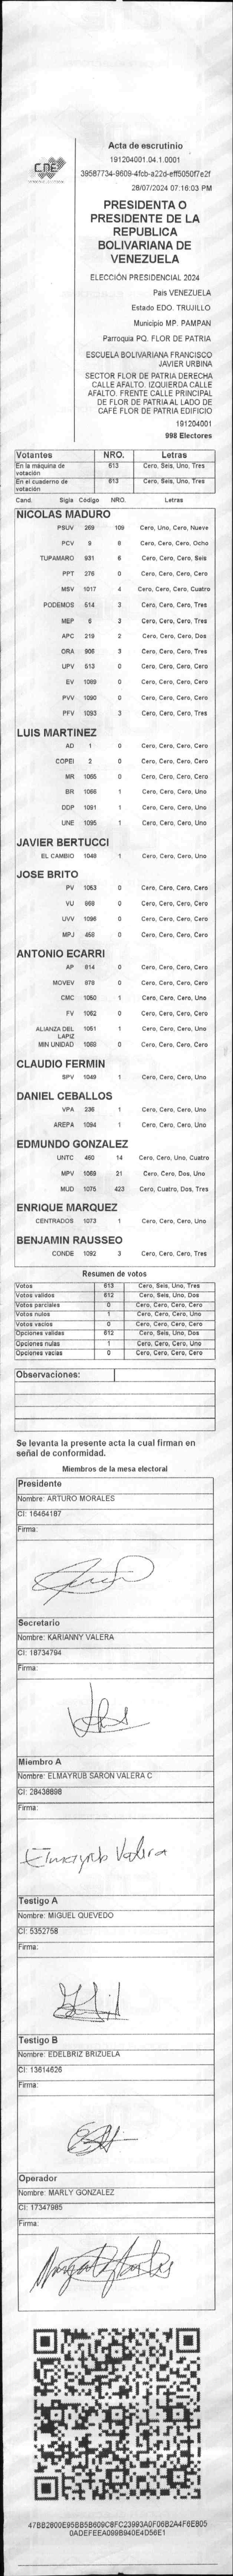 CNE
Acta de escrutinio
191204001.04.1.0001
39587734-9609-4fcb-a22d-eff5050f7e2f
28/07/2024 07:16:03 PM
PRESIDENTA O
PRESIDENTE DE LA
REPUBLICA
BOLIVARIANA DE
VENEZUELA
ELECCIÓN PRESIDENCIAL 2024
Pais VENEZUELA
Estado EDO. TRUJILLO
Municipio MP. PAMPAN
Parroquia PQ. FLOR DE PATRIA
ESCUELA BOLIVARIANA FRANCISCO
JAVIER URBINA
SECTOR FLOR DE PATRIA DERECHA
CALLE AFALTO. IZQUIERDA CALLE
AFALTO. FRENTE CALLE PRINCIPAL
DE FLOR DE PATRIA AL LADO DE
CAFÉ FLOR DE PATRIA EDIFICIO
191204001
998 Electores
Votantes NRO. Letras
En la máquina de votación 613 Cero, Seis, Uno, Tres
En el cuaderno de votación 613 Cero, Seis, Uno, Tres
Cand. Sigla Código NRO. Letras
NICOLAS MADURO
PSUV 269 109 Cero, Uno, Cero, Nueve
PCV 9 8 Cero, Cero, Cero, Ocho
TUPAMARO 931 6 Cero, Cero, Cero, Seis
PPT 276 0 Cero, Cero, Cero, Cero
MSV 1017 4 Cero, Cero, Cero, Cuatro
PODEMOS 514 3 Cero, Cero, Cero, Tres
MEP 6 3 Cero, Cero, Cero, Tres
APC 219 2 Cero, Cero, Cero, Dos
ORA 906 3 Cero, Cero, Cero, Tres
UPV 513 0 Cero, Cero, Cero, Cero
EV 1089 0 Cero, Cero, Cero, Cero
PVV 1090 0 Cero, Cero, Cero, Cero
PFV 1093 3 Cero, Cero, Cero, Tres
LUIS MARTINEZ
AD 1 0 Cero, Cero, Cero, Cero
COPEI 2 0 Cero, Cero, Cero, Cero
MR 1065 0 Cero, Cero, Cero, Cero
BR 1066 1 Cero, Cero, Cero, Uno
DDP 1091 1 Cero, Cero, Cero, Uno
UNE 1095 1 Cero, Cero, Cero, Uno
JAVIER BERTUCCI
EL CAMBIO 1048 1 Cero, Cero, Cero, Uno
JOSE BRITO
PV 1053 0 Cero, Cero, Cero, Cero
VU 868 0 Cero, Cero, Cero, Cero
UVV 1096 0 Cero, Cero, Cero, Cero
MPJ 458 0 Cero, Cero, Cero, Cero
ANTONIO ECARRI
AP 814 0 Cero, Cero, Cero, Cero
MOVEV 978 0 Cero, Cero, Cero, Cero
CMC 1050 1 Cero, Cero, Cero, Uno
FV 1062 0 Cero, Cero, Cero, Cero
ALIANZA DEL LAPIZ 1051 1 Cero, Cero, Cero, Uno
MIN UNIDAD 1069 0 Cero, Cero, Cero, Cero
CLAUDIO FERMIN
SPV 1049 1 Cero, Cero, Cero, Uno
DANIEL CEBALLOS
VPA 236 1 Cero, Cero, Cero, Uno
AREPA 1094 1 Cero, Cero, Cero, Uno
EDMUNDO GONZALEZ
UNTC 460 14 Cero, Cero, Uno, Cuatro
MPV 1068 21 Cero, Cero, Dos, Uno
MUD 1075 423 Cero, Cuatro, Dos, Tres
ENRIQUE MARQUEZ
CENTRADOS 1073 1 Cero, Cero, Cero, Uno
BENJAMIN RAUSSEO
CONDE 1092 3 Cero, Cero, Cero, Tres
Resumen de votos
Votos 613 Cero, Seis, Uno, Tres
Votos validos 612 Cero, Seis, Uno, Dos
Votos parciales 0 Cero, Cero, Cero, Cero
Votos nulos 1 Cero, Cero, Cero, Uno
Votos vacios 0 Cero, Cero, Cero, Cero
Opciones validas 612 Cero, Seis, Uno, Dos
Opciones nulas 1 Cero, Cero, Cero, Uno
Opciones vacias 0 Cero, Cero, Cero, Cero
Observaciones:
Se levanta la presente acta la cual firman en
señal de conformidad.
Miembros de la mesa electoral
Presidente
Nombre: ARTURO MORALES
CI: 16464187
Firma:
Secretario
Nombre: KARIANNY VALERA
CI: 18734794
Firma:
Miembro A
Nombre: ELMAYRUB SARON VALERA C
CI: 28438698
Firma:
Elmayrub Valera
Testigo A
Nombre: MIGUEL QUEVEDO
CI: 5352758
Firma:
Testigo B
Nombre: EDELBRIZ BRIZUELA
CI: 13614626
Firma:
Operador
Nombre: MARLY GONZALEZ
CI: 17347985
Firma:
47BB2800E95BB5B609C8FC23993A0F06B2A4F6E805
0ADEFEEA099B940E4D56E1